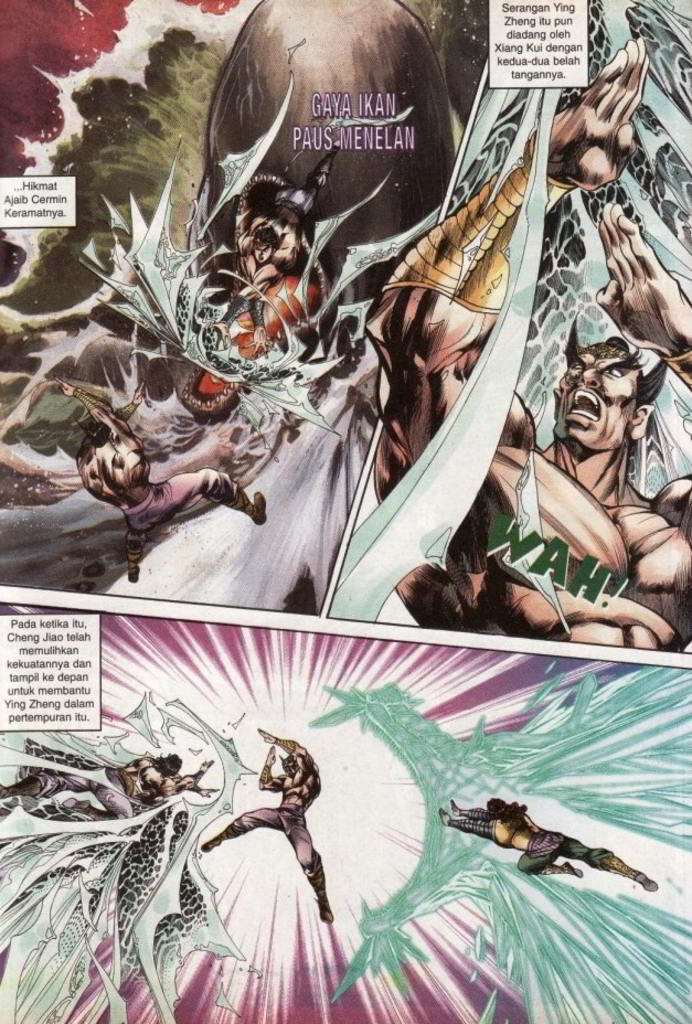 ...Hikmat
Ajaib Cermin
Keramatnya.
GAYA IKAN
PAUS MENELAN
Serangan Ying
Zheng itu pun
diadang oleh
Xiang Kui dengan
kedua-dua belah
tangannya.
WAH!
Pada ketika itu,
Cheng Jiao telah
memulihkan
kekuatannya dan
tampil ke depan
untuk membantu
Ying Zheng dalam
pertempuran itu.